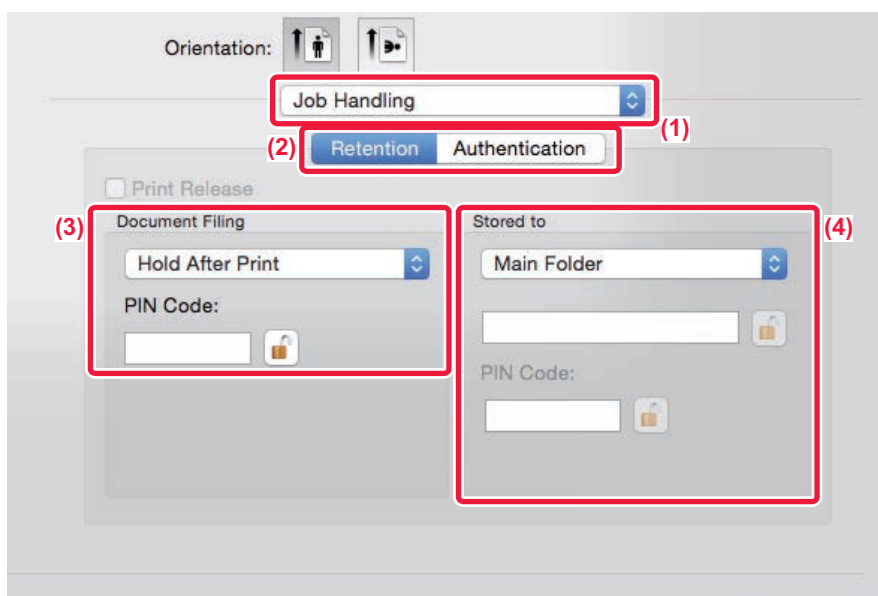 Orientation:
Job Handling
(1)
(2)
Retention Authentication
Print Release
(3)
Document Filing
Hold After Print
PIN Code:
(4)
Stored to
Main Folder
PIN Code: